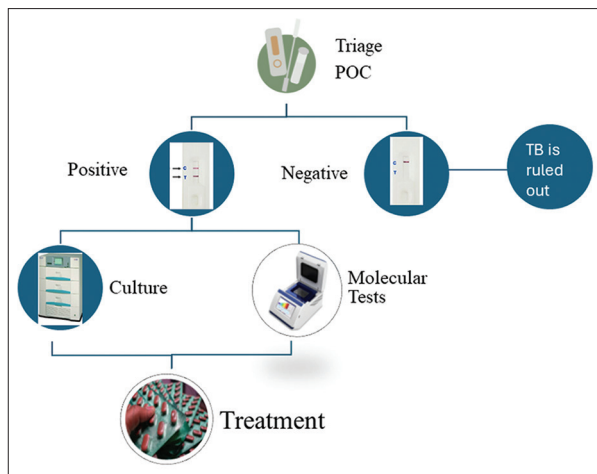 Triage
POC
Positive
C
T
Negative
C
T
TB is
ruled
out
Culture
Molecular
Tests
Treatment